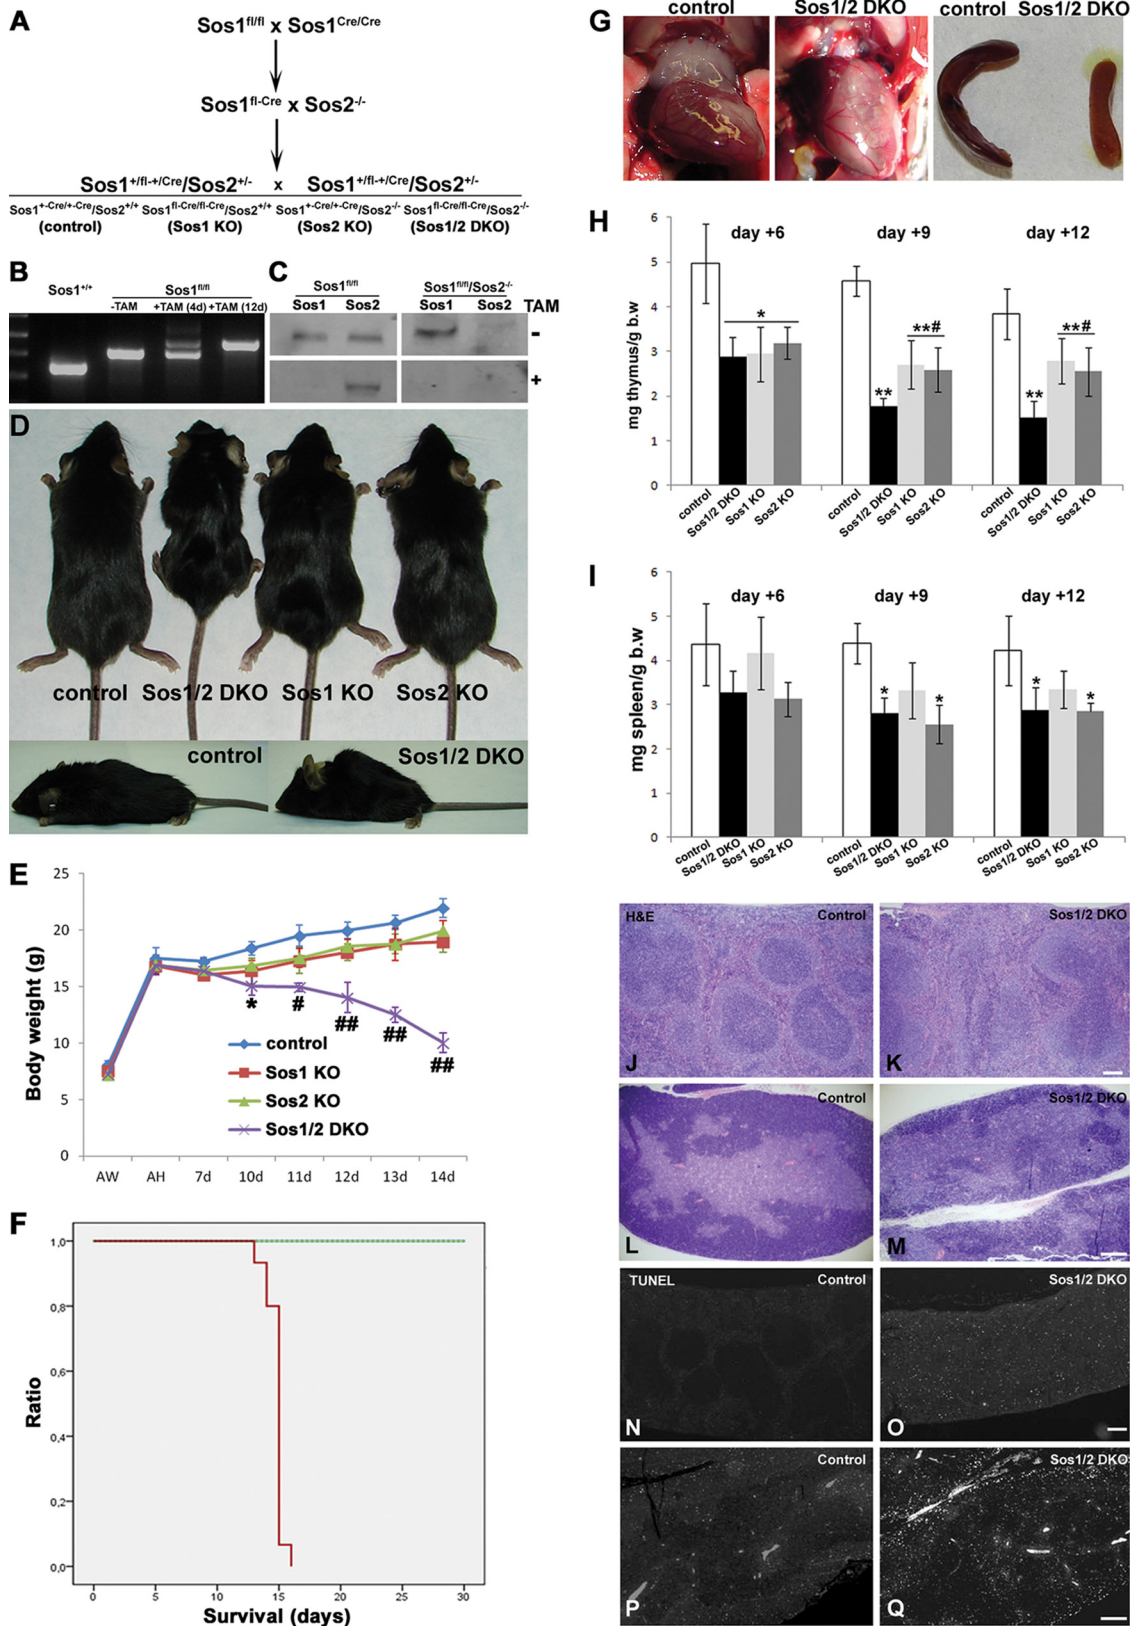 A
Sos1fl/fl x Sos1Cre/Cre
Sos1fl-Cre x Sos2-/-
Sos1+/fl-+/Cre/Sos2+/- x Sos1+/fl-+/Cre/Sos2+/-
Sos1+-Cre/+-Cre/Sos2+/+ Sos1fl-Cre/fl-Cre/Sos2+/+ Sos1+-Cre/+-Cre/Sos2-/- Sos1fl-Cre/fl-Cre/Sos2-/-
(control) (Sos1 KO) (Sos2 KO) (Sos1/2 DKO)
B
Sos1+/+ Sos1fl/fl
-TAM +TAM (4d) +TAM (12d)
C
Sos1fl/fl Sos1fl/fl/Sos2-/-
Sos1 Sos2 Sos1 Sos2 TAM
-
+
D
control Sos1/2 DKO Sos1 KO Sos2 KO
control Sos1/2 DKO
E
Body weight (g)
25
20
15
10
5
0
* # ## ## ##
control
Sos1 KO
Sos2 KO
Sos1/2 DKO
AW AH 7d 10d 11d 12d 13d 14d
F
Ratio
1,0
0,8
0,6
0,4
0,2
0,0
0 5 10 15 20 25 30
Survival (days)
G
control Sos1/2 DKO control Sos1/2 DKO
H
mg thymus/g b.w
6
5
4
3
2
1
0
day +6 day +9 day +12
* ** **# ** **#
control Sos1/2 DKO Sos1 KO Sos2 KO control Sos1/2 DKO Sos1 KO Sos2 KO control Sos1/2 DKO Sos1 KO Sos2 KO
I
mg spleen/g b.w
6
5
4
3
2
1
0
day +6 day +9 day +12
* * * *
control Sos1/2 DKO Sos1 KO Sos2 KO control Sos1/2 DKO Sos1 KO Sos2 KO control Sos1/2 DKO Sos1 KO Sos2 KO
H&E Control Sos1/2 DKO
J K
Control Sos1/2 DKO
L M
TUNEL Control Sos1/2 DKO
N O
Control Sos1/2 DKO
P Q